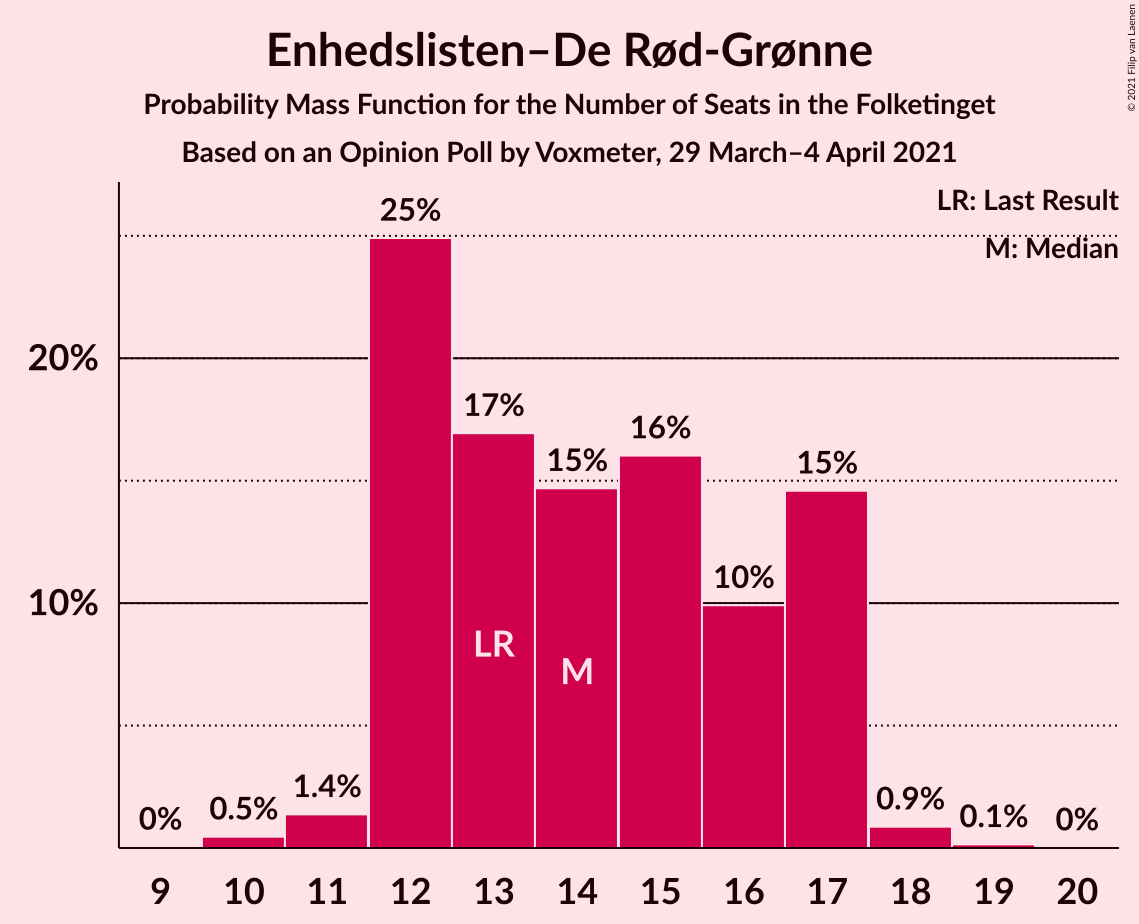 Enhedslisten–De Rød-Grønne
Probability Mass Function for the Number of Seats in the Folketinget
Based on an Opinion Poll by Voxmeter, 29 March–4 April 2021
© 2021 Filip van Laenen
LR: Last Result
M: Median
20%
10%
0%
0.5%
1.4%
25%
17%
15%
16%
10%
15%
0.9%
0.1%
0%
LR
M
9 10 11 12 13 14 15 16 17 18 19 20